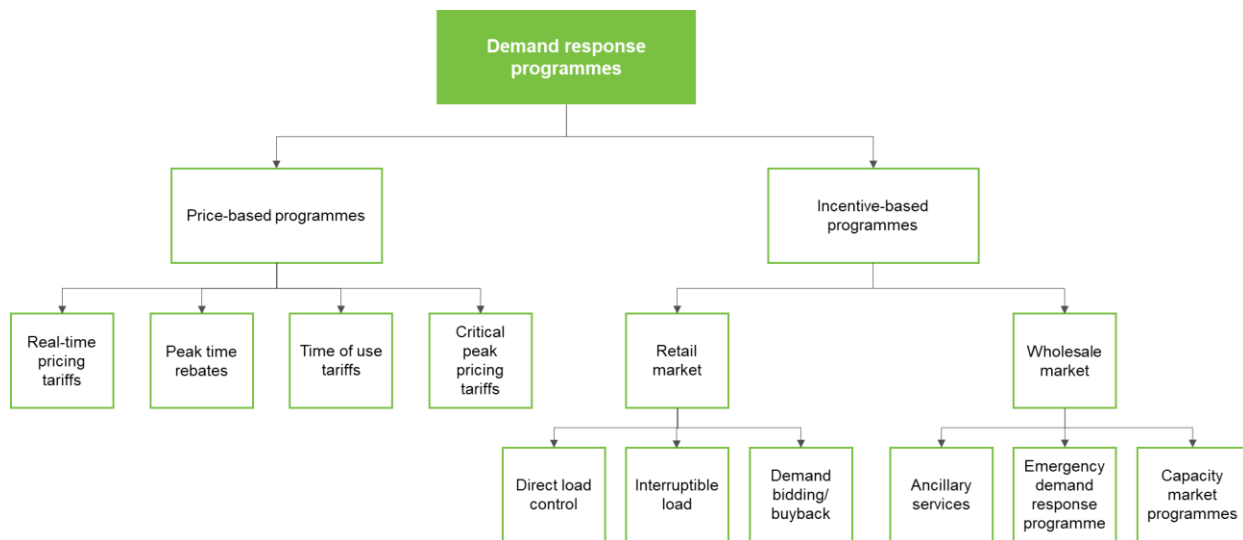 Demand response
programmes
Price-based programmes
Incentive-based
programmes
Real-time
pricing
tariffs
Peak time
rebates
Time of use
tariffs
Critical
peak
pricing
tariffs
Retail
market
Wholesale
market
Direct load
control
Interruptible
load
Demand
bidding/
buyback
Ancillary
services
Emergency
demand
response
programme
Capacity
market
programmes